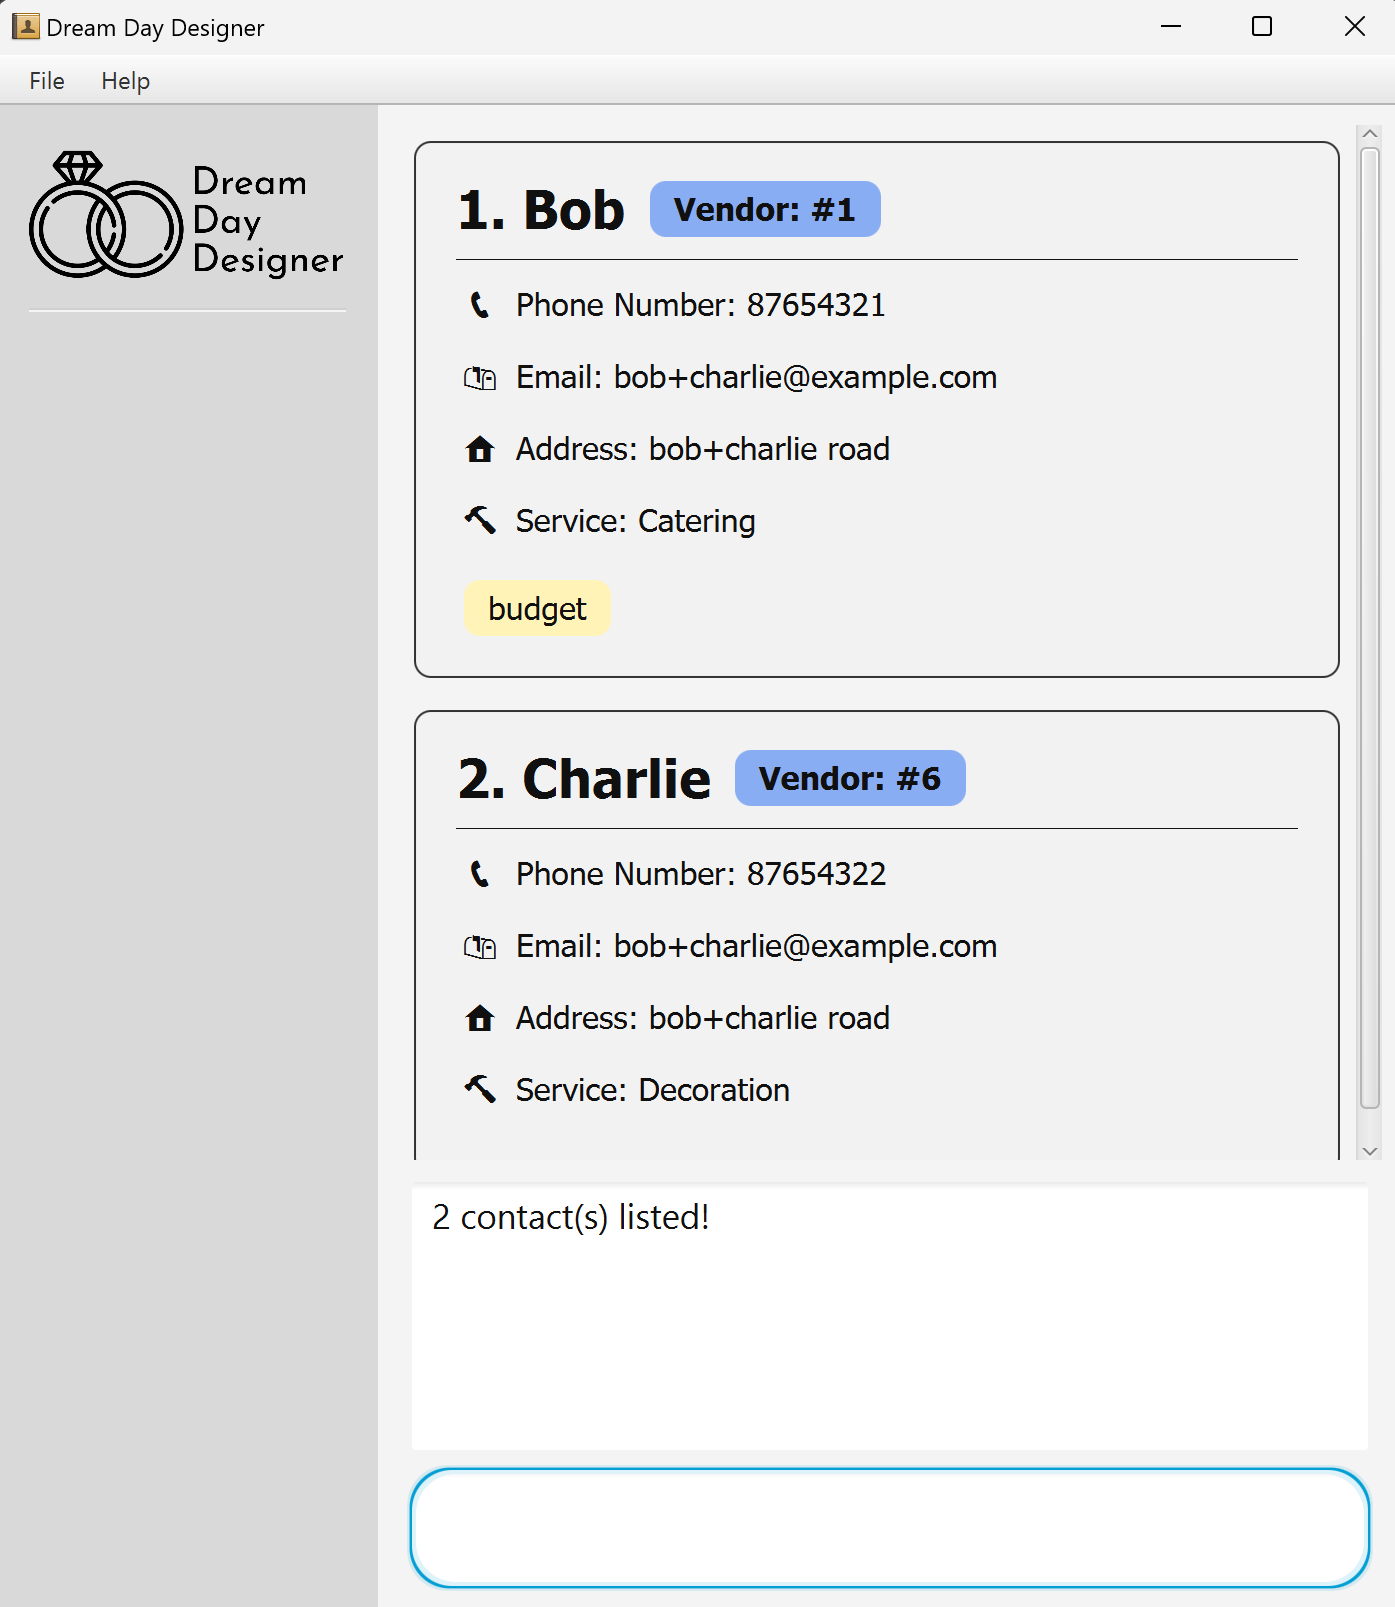 Dream Day Designer
File Help
Dream
Day
Designer
1. Bob Vendor: #1
Phone Number: 87654321
Email: bob+charlie@example.com
Address: bob+charlie road
Service: Catering
budget
2. Charlie Vendor: #6
Phone Number: 87654322
Email: bob+charlie@example.com
Address: bob+charlie road
Service: Decoration
2 contact(s) listed!